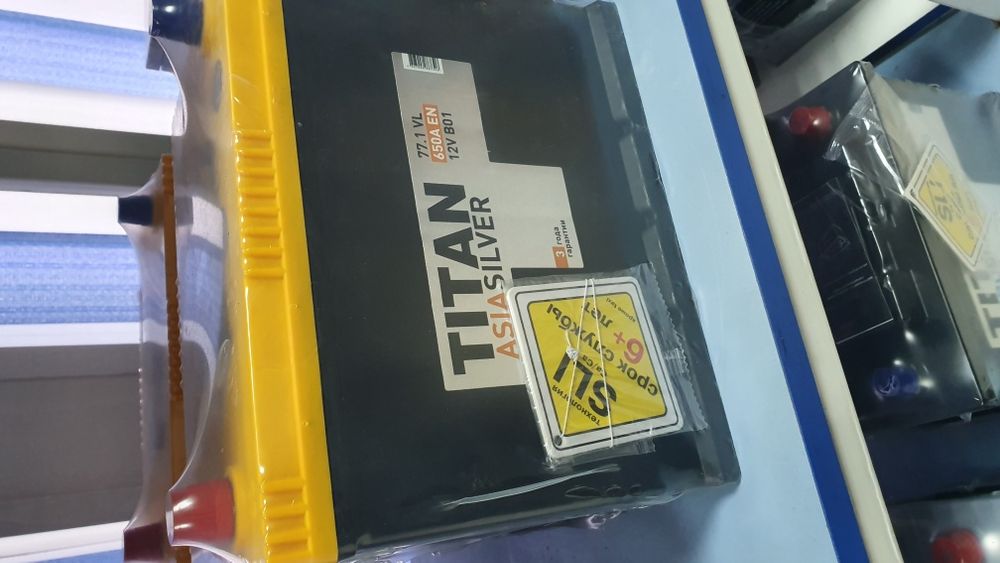 TITAN
ASIA SILVER
77.1 VL
650A EN
12V B01
3 года
гарантии
Технология
SLI
срок службы
6+
лет
SLI